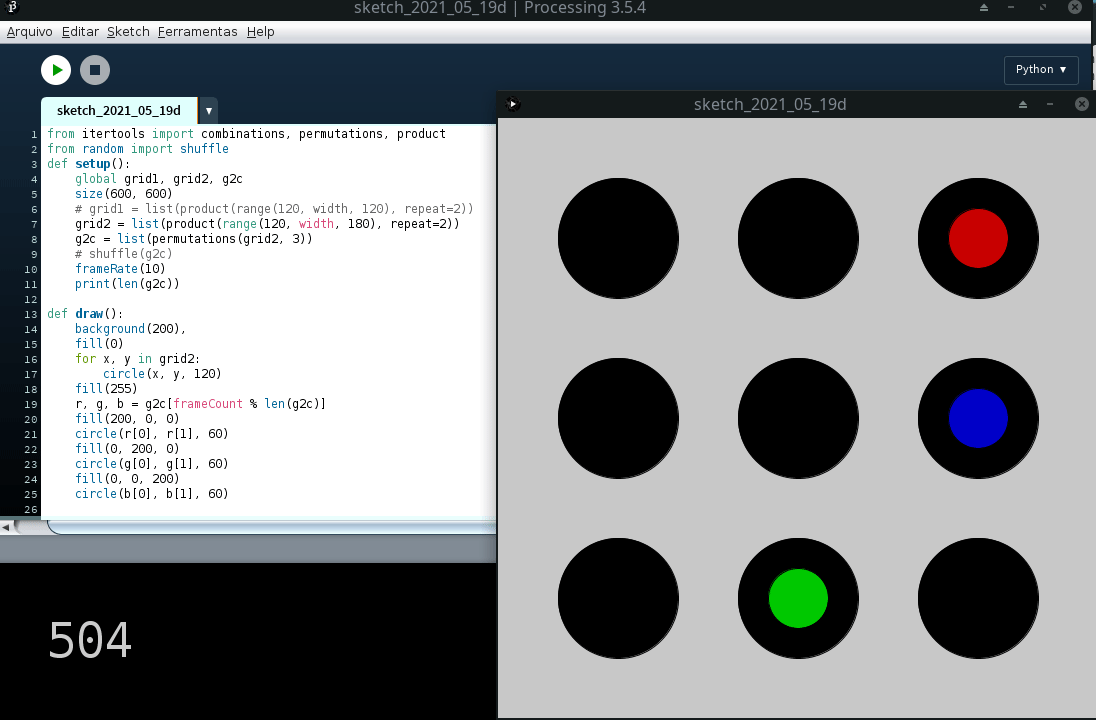 sketch_2021_05_19d | Processing 3.5.4
Arquivo Editar Sketch Ferramentas Help
Python ▼
sketch_2021_05_19d ▼
sketch_2021_05_19d
1 from itertools import combinations, permutations, product
2 from random import shuffle
3 def setup():
4     global grid1, grid2, g2c
5     size(600, 600)
6     # grid1 = list(product(range(120, width, 120), repeat=2))
7     grid2 = list(product(range(120, width, 180), repeat=2))
8     g2c = list(permutations(grid2, 3))
9     # shuffle(g2c)
10     frameRate(10)
11     print(len(g2c))
12
13 def draw():
14     background(200),
15     fill(0)
16     for x, y in grid2:
17         circle(x, y, 120)
18     fill(255)
19     r, g, b = g2c[frameCount % len(g2c)]
20     fill(200, 0, 0)
21     circle(r[0], r[1], 60)
22     fill(0, 200, 0)
23     circle(g[0], g[1], 60)
24     fill(0, 0, 200)
25     circle(b[0], b[1], 60)
26
504